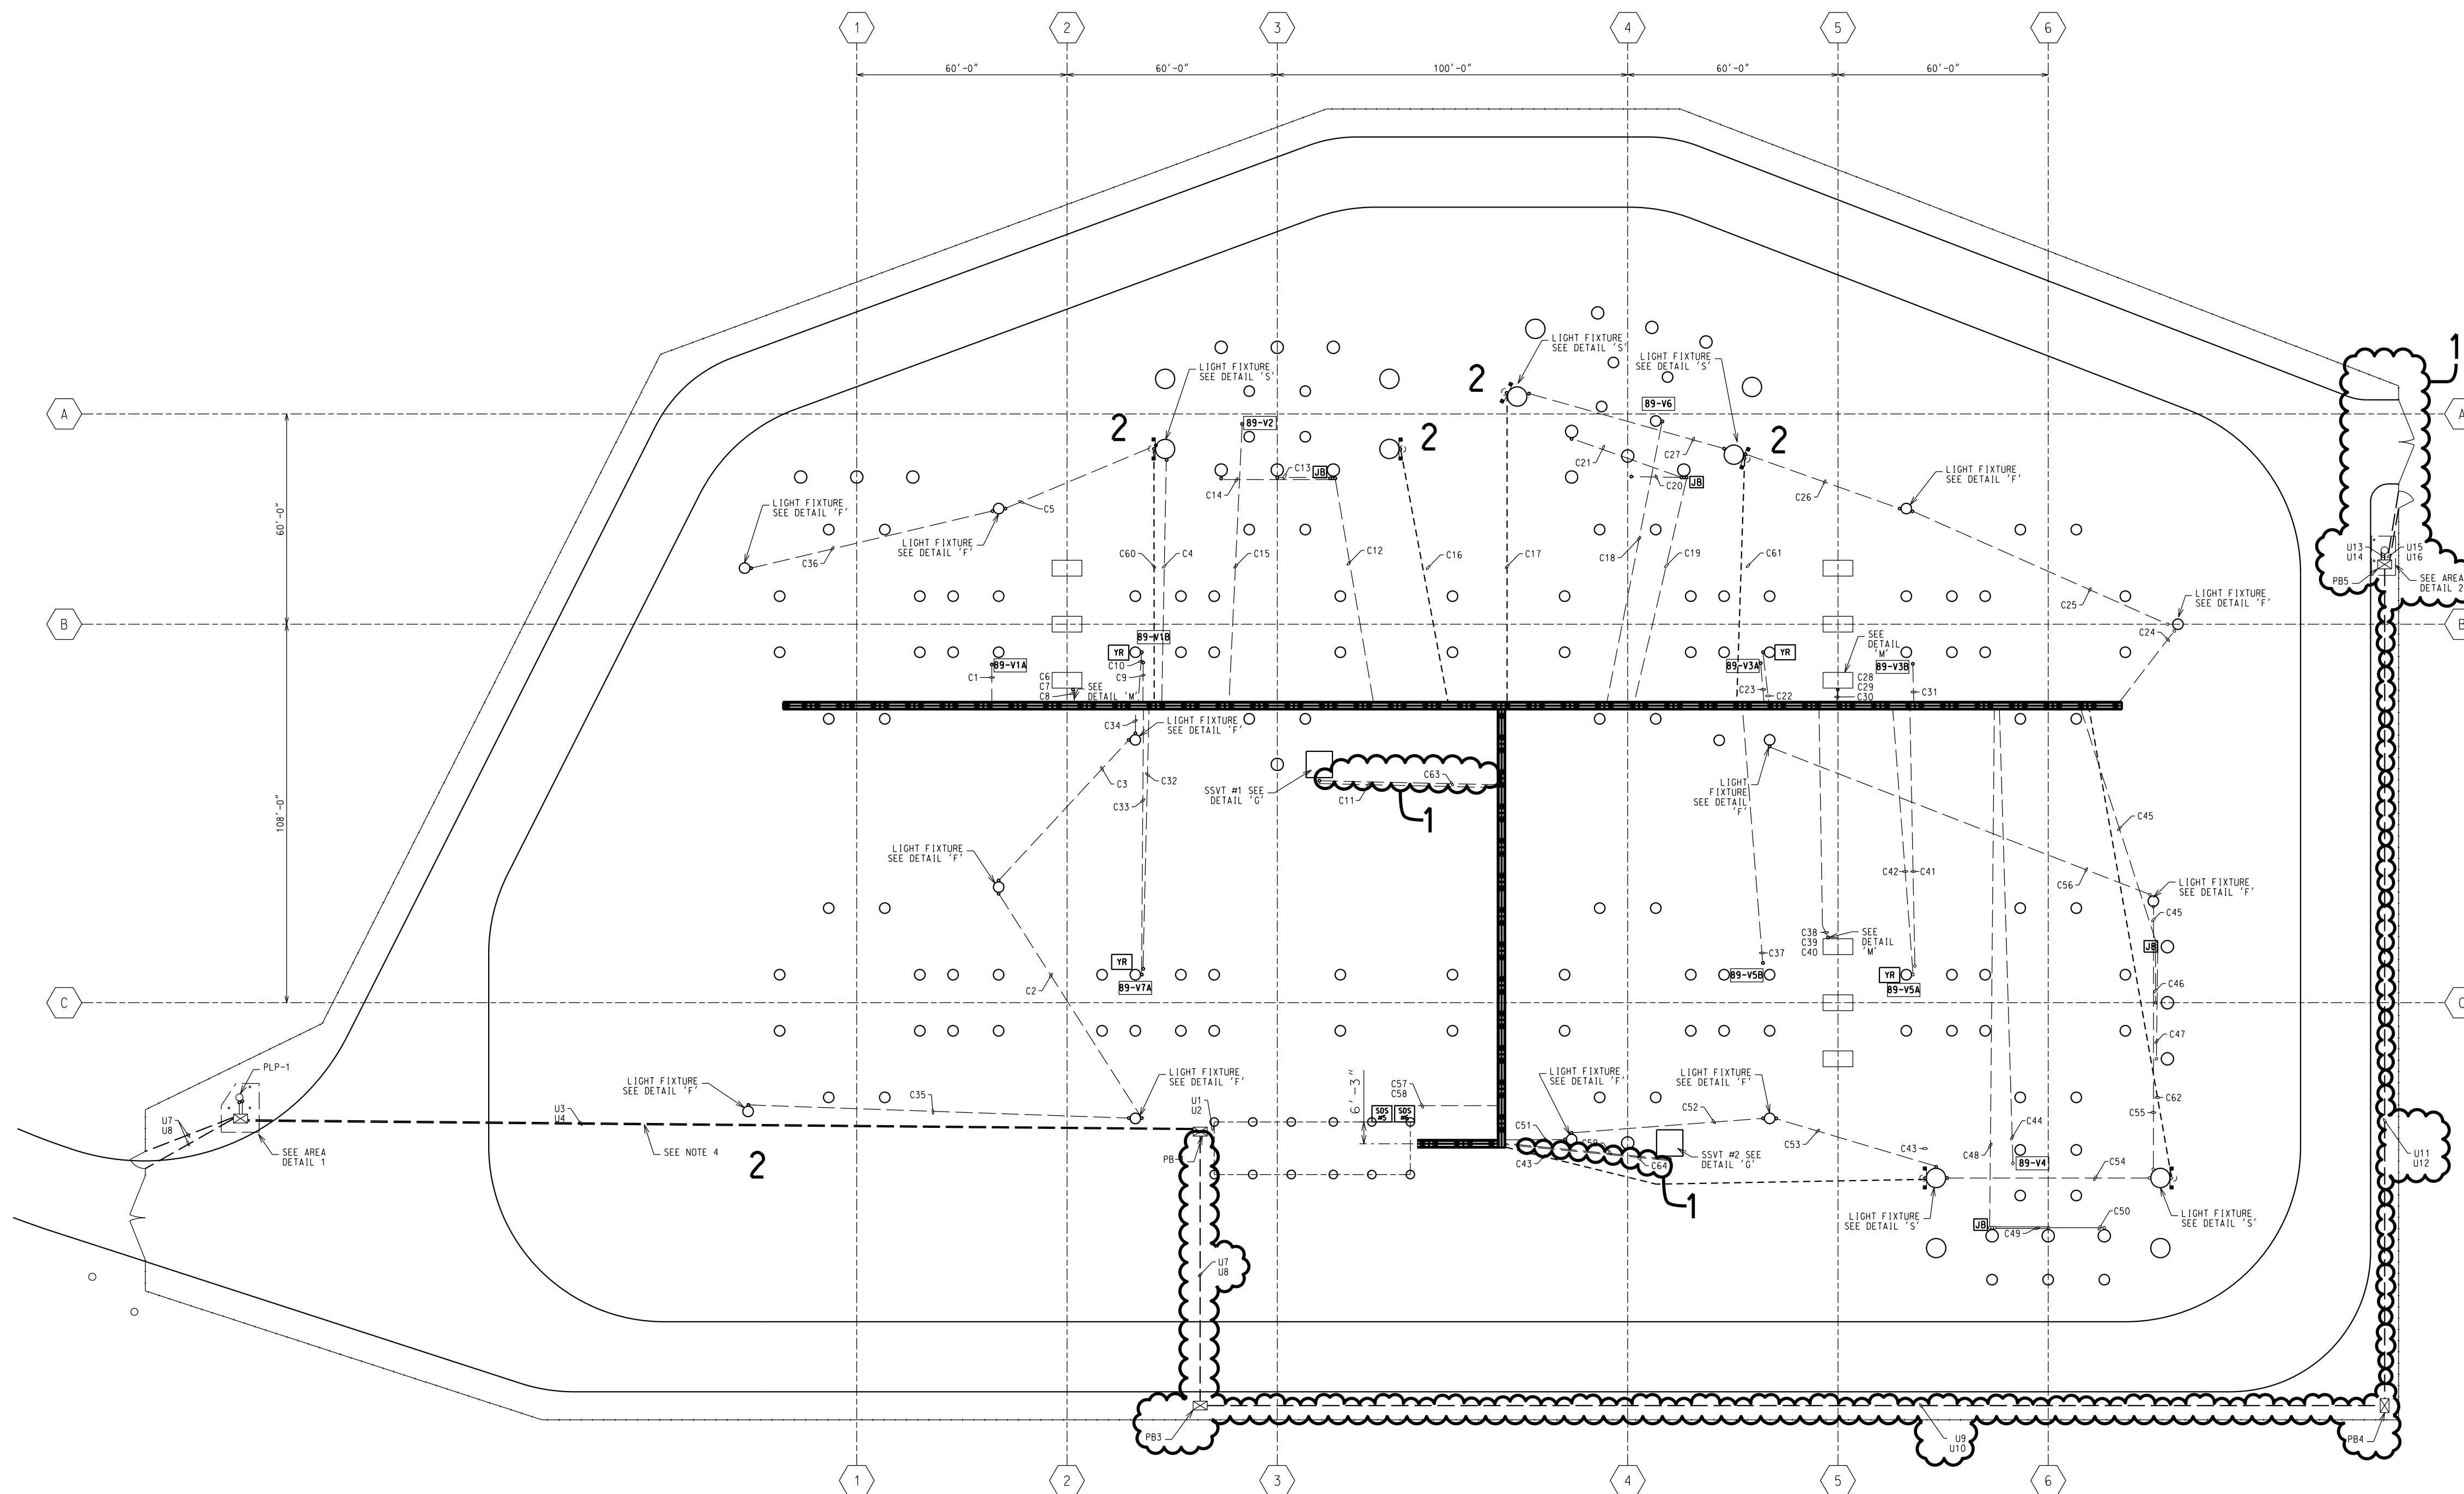 1
2
3
4
5
6
60'-0"
60'-0"
100'-0"
60'-0"
60'-0"
1
LIGHT FIXTURE
SEE DETAIL 'S'
LIGHT FIXTURE
SEE DETAIL 'S'
LIGHT FIXTURE
SEE DETAIL 'S'
2
A
A
89-V6
89-V2
2
2
2
C27
C21
C13
JB
C14
C20
JB
C26
LIGHT FIXTURE
SEE DETAIL 'F'
LIGHT FIXTURE
SEE DETAIL 'F'
C5
60'-0"
LIGHT FIXTURE
SEE DETAIL 'F'
C36
C60
C4
C15
C12
C16
C17
C18
C19
C61
U13
U14
U15
U16
PB5
SEE AREA
DETAIL 2
C25
LIGHT FIXTURE
SEE DETAIL 'F'
B
B
C24
89-V1B
YR
C10
C9
89-V1A
C1
C6
C7
C8
SEE
DETAIL 'M'
89-V3A
YR
C23
C22
SEE
DETAIL
'M'
89-V3B
C28
C29
C30
C31
C34
LIGHT FIXTURE
SEE DETAIL 'F'
C3
C32
C33
SSVT #1 SEE
DETAIL 'G'
C63
C11
1
LIGHT
FIXTURE
SEE DETAIL
'F'
C45
108'-0"
LIGHT FIXTURE
SEE DETAIL 'F'
C42
C41
C56
LIGHT FIXTURE
SEE DETAIL 'F'
C45
C38
C39
C40
SEE
DETAIL
'M'
JB
C37
YR
89-V7A
C2
89-V5B
YR
89-V5A
C46
C
C
C47
PLP-1
LIGHT FIXTURE
SEE DETAIL 'F'
C35
LIGHT FIXTURE
SEE DETAIL 'F'
U1
U2
6'-3"
C57
C58
SDS
#5
SDS
#6
LIGHT FIXTURE
SEE DETAIL 'F'
LIGHT FIXTURE
SEE DETAIL 'F'
C62
C55
U3
U4
U7
U8
SEE AREA
DETAIL 1
SEE NOTE 4
2
C51
C52
C53
C43
C64
SSVT #2 SEE
DETAIL 'G'
C43
C48
C44
89-V4
C54
1
U11
U12
LIGHT FIXTURE
SEE DETAIL 'S'
JB
C49
C50
LIGHT FIXTURE
SEE DETAIL 'S'
U7
U8
PB3
U9
U10
PB4
1
2
3
4
5
6